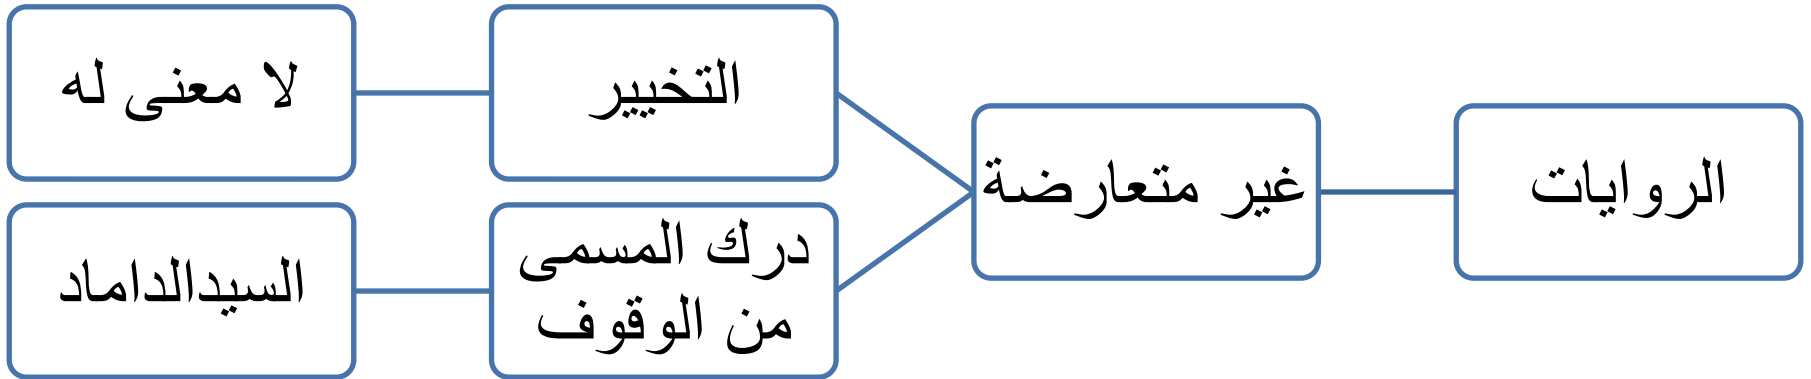 الروايات
غير متعارضة
التخيير
لا معنى له
درك المسمى
من الوقوف
السيدالداماد